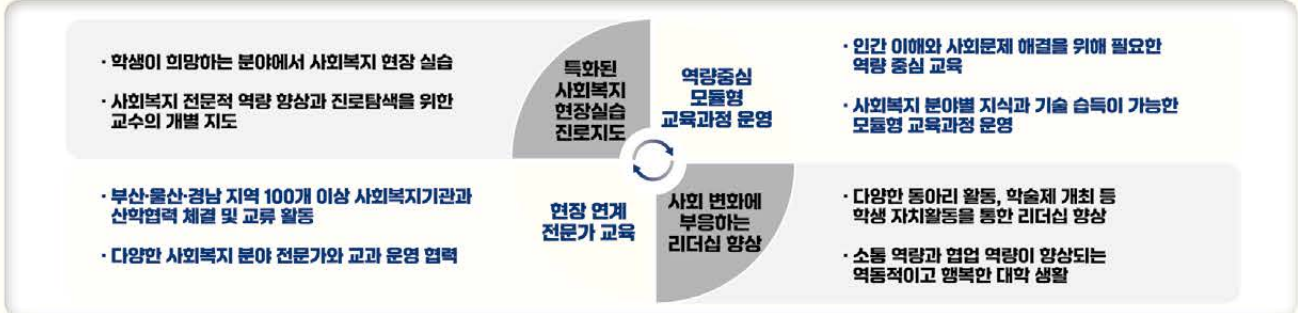 · 학생이 희망하는 분야에서 사회복지 현장 실습
· 사회복지 전문적 역량 향상과 진로탐색을 위한
교수의 개별 지도
특화된
사회복지
현장실습
진로지도
역량중심
모듈형
교육과정 운영
· 인간 이해와 사회문제 해결을 위해 필요한
역량 중심 교육
· 사회복지 분야별 지식과 기술 습득이 가능한
모듈형 교육과정 운영
· 부산·울산·경남 지역 100개 이상 사회복지기관과
산학협력 체결 및 교류 활동
· 다양한 사회복지 분야 전문가와 교과 운영 협력
현장 연계
전문가 교육
사회 변화에
부응하는
리더십 향상
· 다양한 동아리 활동, 학술제 개최 등
학생 자치활동을 통한 리더십 향상
· 소통 역량과 협업 역량이 향상되는
역동적이고 행복한 대학 생활